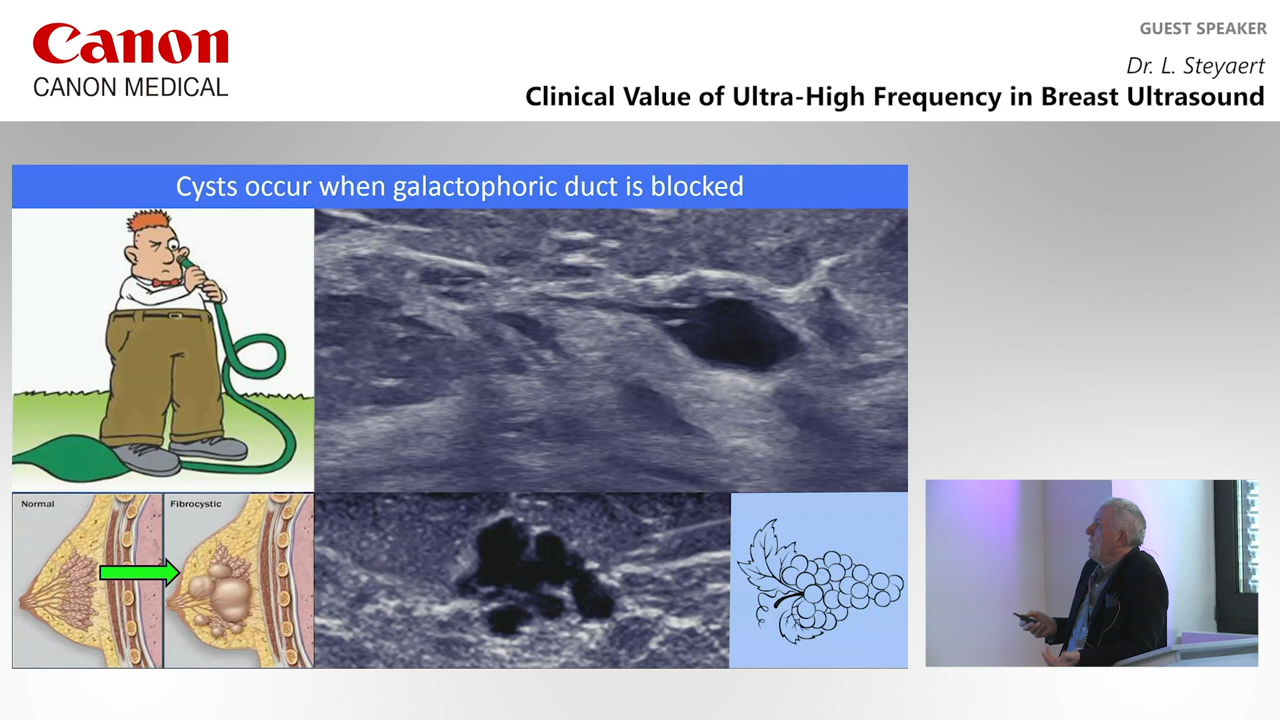 Canon
CANON MEDICAL
GUEST SPEAKER
Dr. L. Steyaert
Clinical Value of Ultra-High Frequency in Breast Ultrasound
Cysts occur when galactophoric duct is blocked
Normal
Fibrocystic